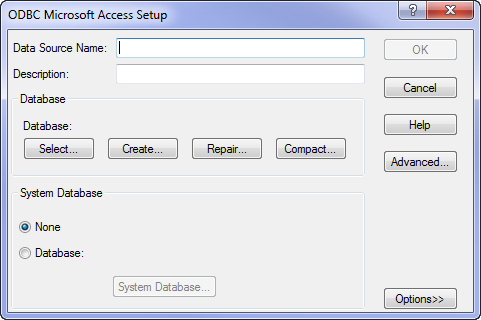 ODBC Microsoft Access Setup
Data Source Name:
OK
Description:
Cancel
Database
Database:
Select...
Create...
Repair...
Compact...
Help
Advanced...
System Database
None
Database:
System Database...
Options>>